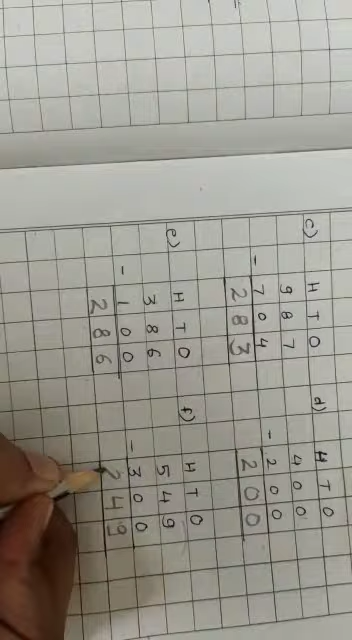 c) H T O
9 8 7
- 7 0 4
2 8 3
d) H T O
4 0 0
- 2 0 0
2 0 0
e) H T O
3 8 6
- 1 0 0
2 8 6
f) H T O
5 4 9
- 3 0 0
2 4 9